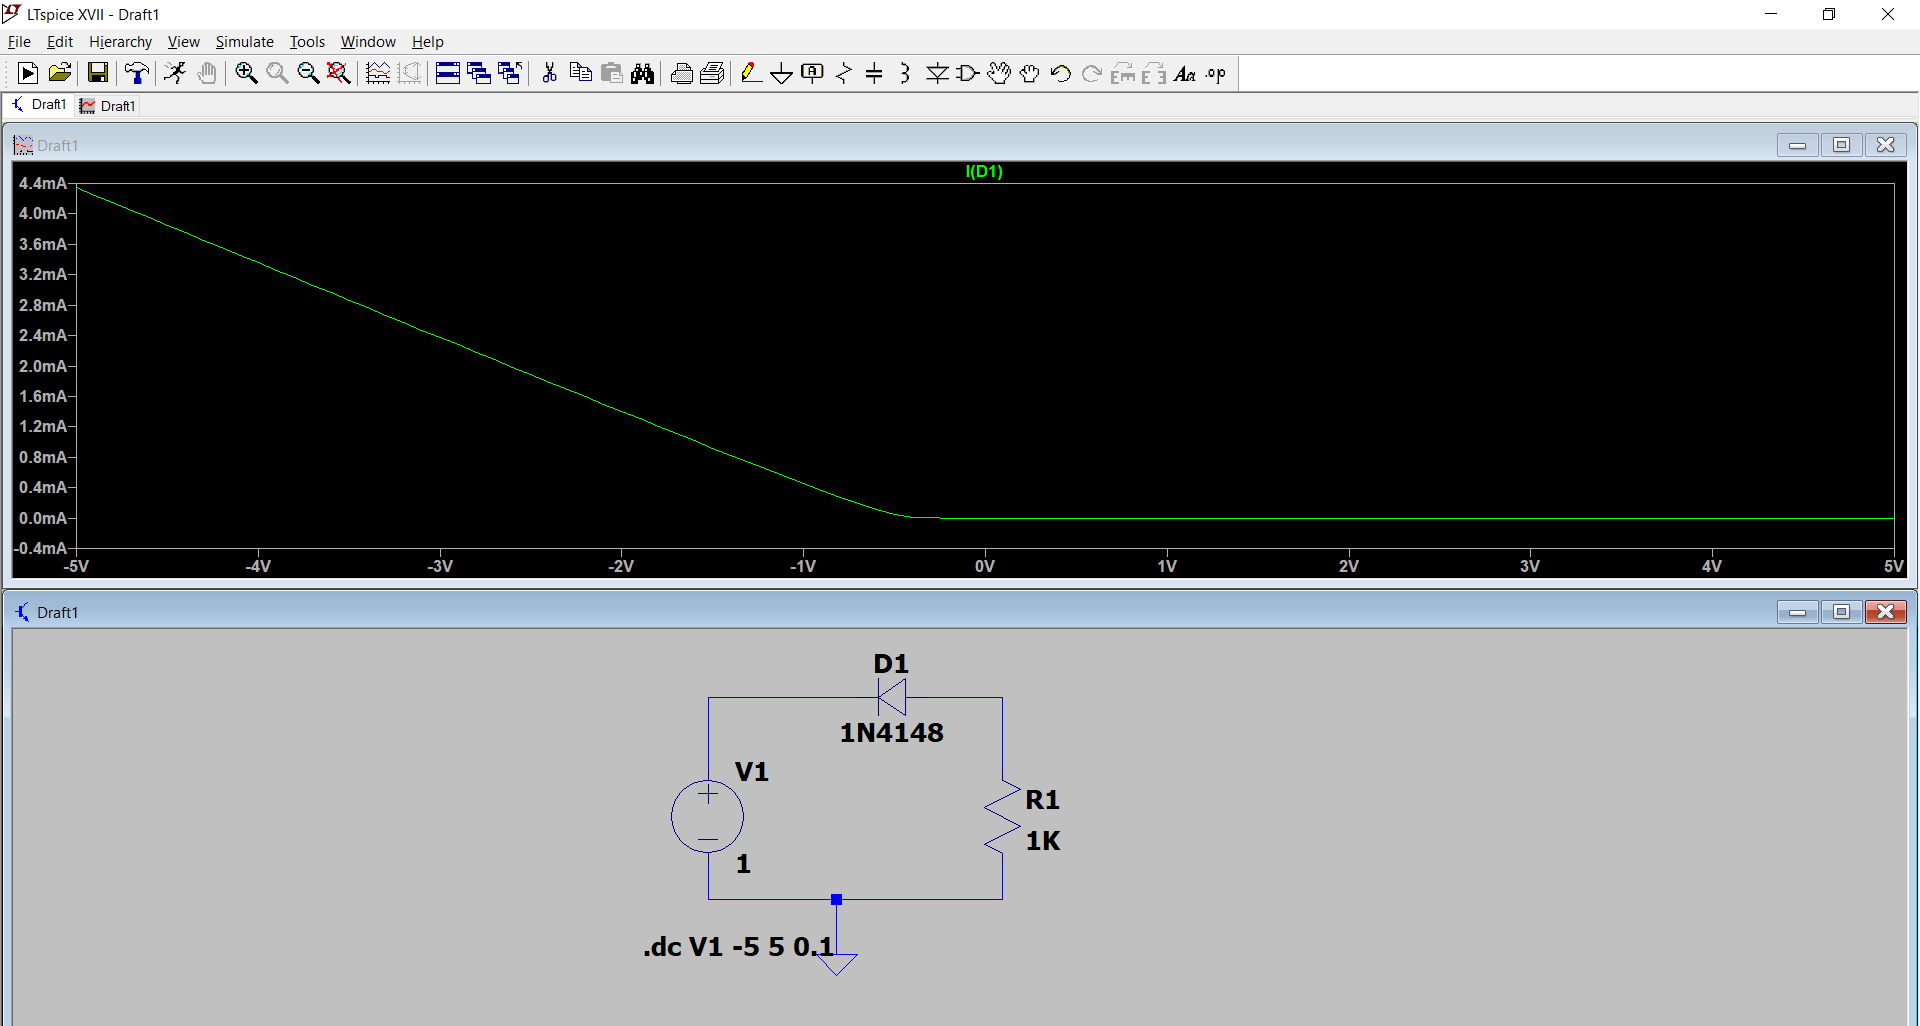 LTspice XVII - Draft1
File Edit Hierarchy View Simulate Tools Window Help
Draft1 Draft1
Draft1
I(D1)
4.4mA
4.0mA
3.6mA
3.2mA
2.8mA
2.4mA
2.0mA
1.6mA
1.2mA
0.8mA
0.4mA
0.0mA
-0.4mA
-5V -4V -3V -2V -1V 0V 1V 2V 3V 4V 5V
Draft1
D1
1N4148
V1
R1
1K
1
.dc V1 -5 5 0.1